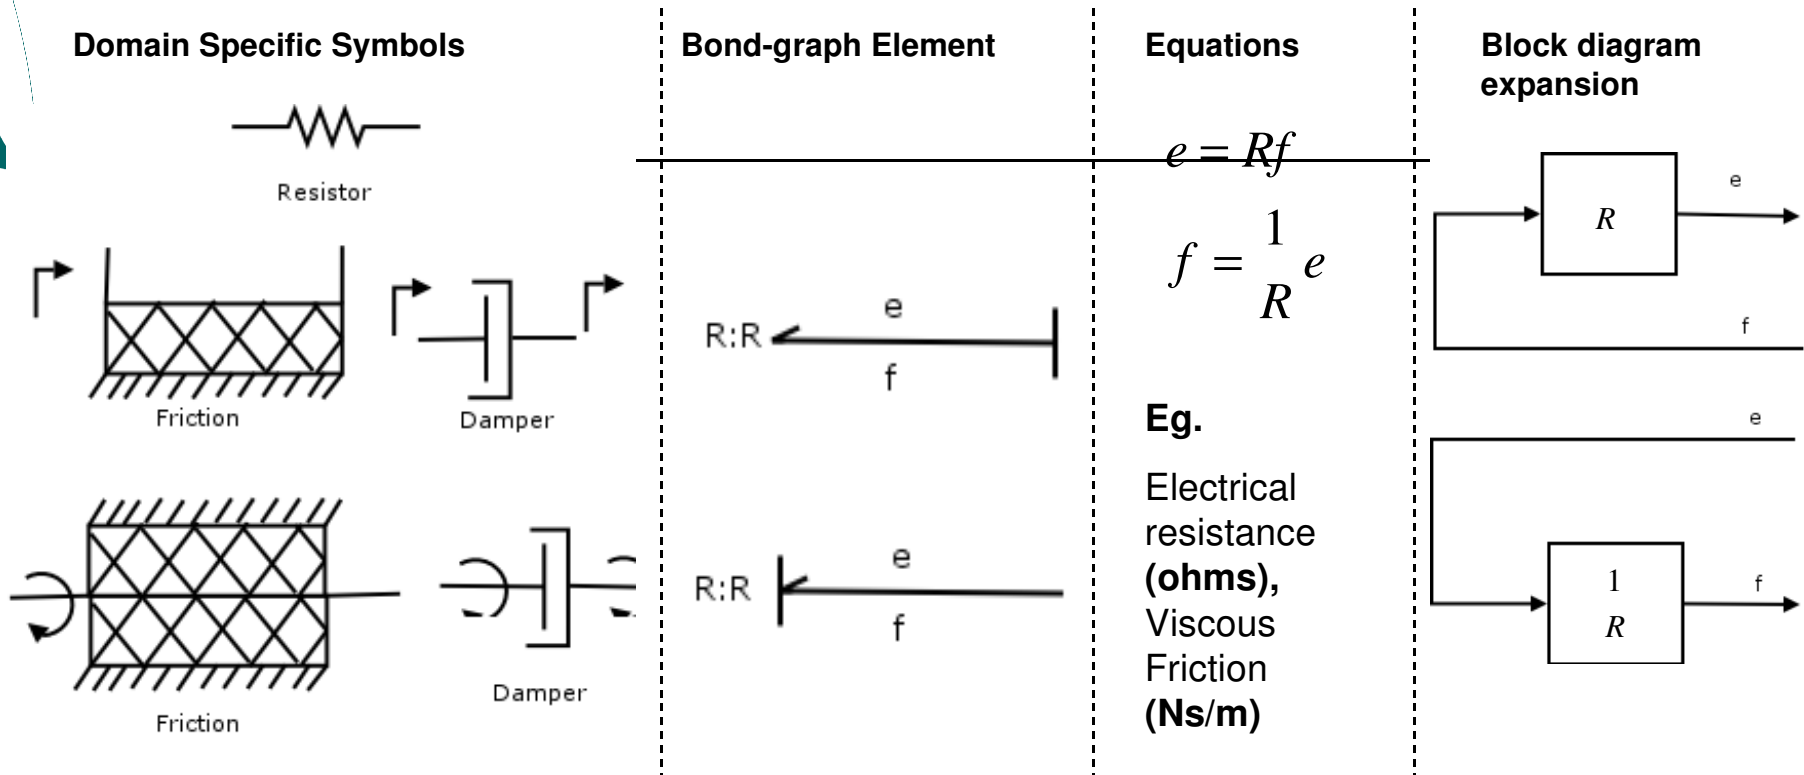 Domain Specific Symbols
Resistor
Friction
Damper
Friction
Damper
Bond-graph Element
R:R
e
f
R:R
e
f
Equations
e = Rf
f = 1/R e
Eg.
Electrical
resistance
(ohms),
Viscous
Friction
(Ns/m)
Block diagram
expansion
R
e
f
e
1
R
f